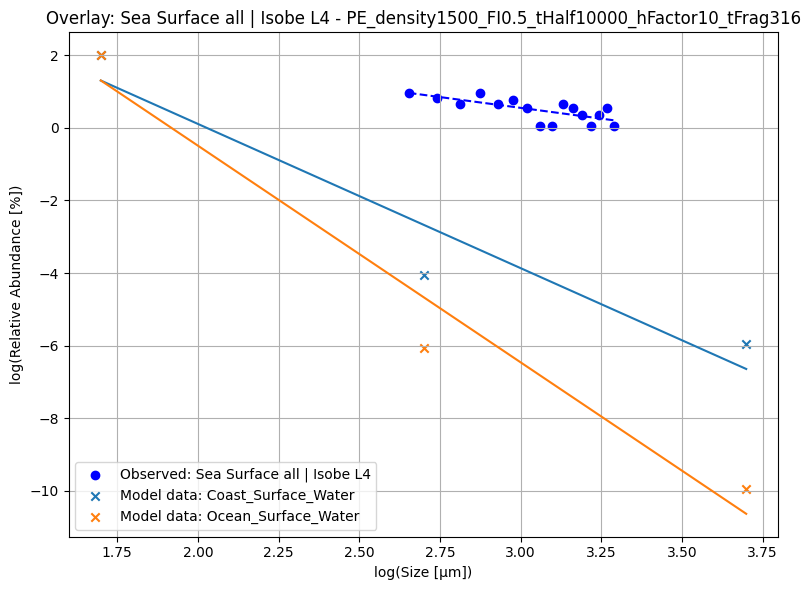 Overlay: Sea Surface all | Isobe L4 - PE_density1500_FI0.5_tHalf10000_hFactor10_tFrag316
log(Relative Abundance [%])
2
0
−2
−4
−6
−8
−10
Observed: Sea Surface all | Isobe L4
Model data: Coast_Surface_Water
Model data: Ocean_Surface_Water
1.75 2.00 2.25 2.50 2.75 3.00 3.25 3.50 3.75
log(Size [μm])